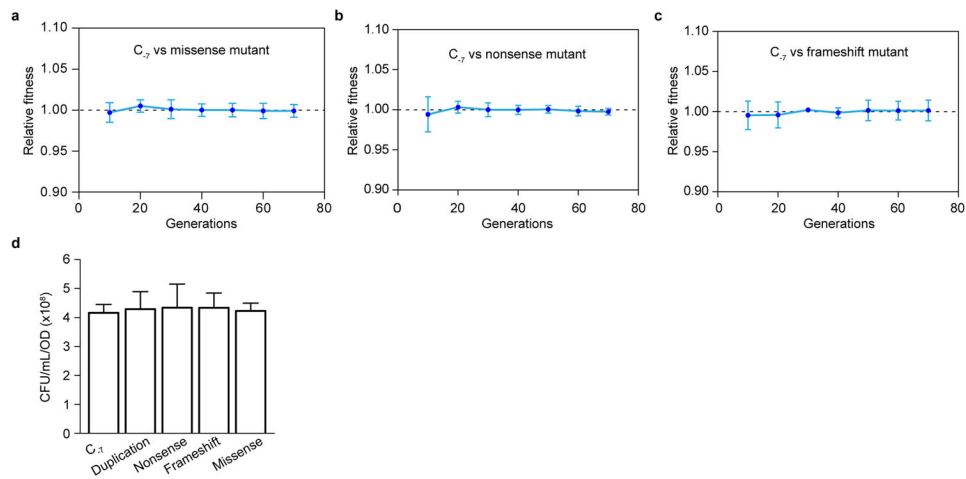 a
1.10
1.05
1.00
0.95
0.90
Relative fitness
C-7 vs missense mutant
0 20 40 60 80
Generations
b
1.10
1.05
1.00
0.95
0.90
Relative fitness
C-7 vs nonsense mutant
0 20 40 60 80
Generations
c
1.10
1.05
1.00
0.95
0.90
Relative fitness
C-7 vs frameshift mutant
0 20 40 60 80
Generations
d
6
5
4
3
2
1
0
CFU/mL/OD (x10⁸)
C-7
Duplication
Nonsense
Frameshift
Missense